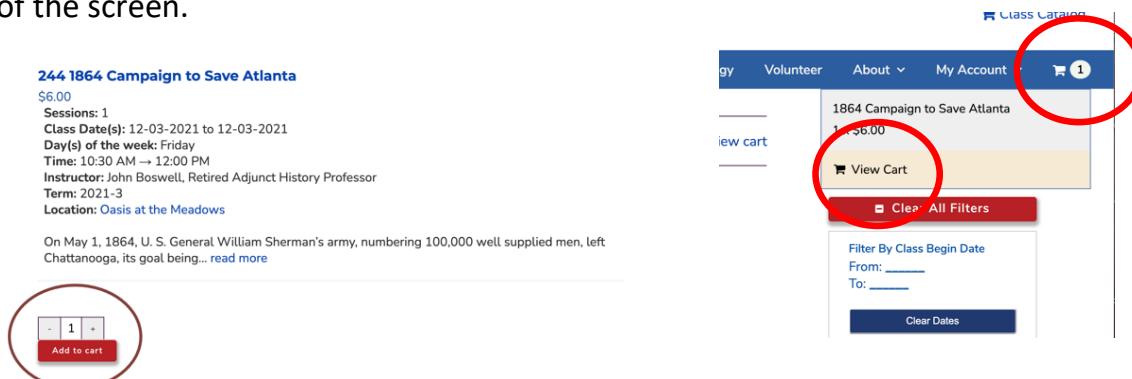 of the screen.
244 1864 Campaign to Save Atlanta
$6.00
Sessions: 1
Class Date(s): 12-03-2021 to 12-03-2021
Day(s) of the week: Friday
Time: 10:30 AM → 12:00 PM
Instructor: John Boswell, Retired Adjunct History Professor
Term: 2021-3
Location: Oasis at the Meadows
On May 1, 1864, U. S. General William Sherman's army, numbering 100,000 well supplied men, left
Chattanooga, its goal being... read more
- 1 +
Add to cart
Class Catalog
gy Volunteer About My Account 1
1864 Campaign to Save Atlanta
$6.00
iew cart
View Cart
Clear All Filters
Filter By Class Begin Date
From: ______
To: ______
Clear Dates